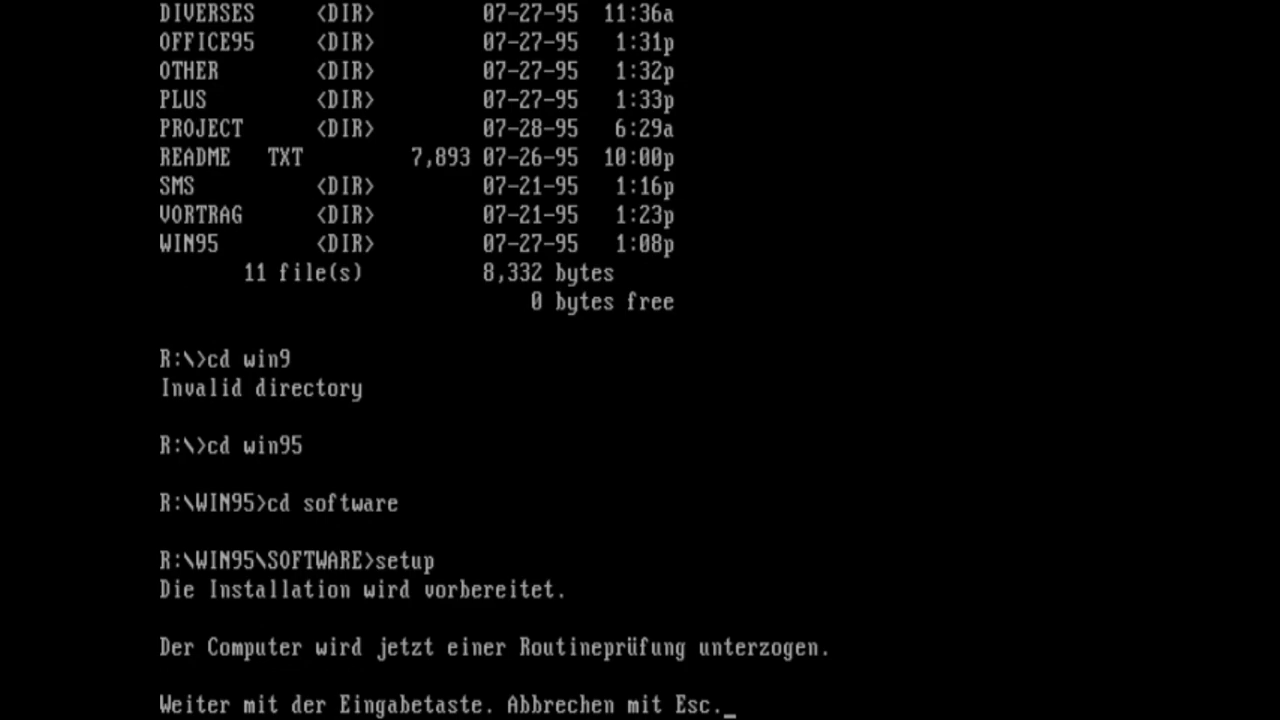 DIVERSES <DIR> 07-27-95 11:36a
OFFICE95 <DIR> 07-27-95 1:31p
OTHER <DIR> 07-27-95 1:32p
PLUS <DIR> 07-27-95 1:33p
PROJECT <DIR> 07-28-95 6:29a
README TXT 7,893 07-26-95 10:00p
SMS <DIR> 07-21-95 1:16p
VORTRAG <DIR> 07-21-95 1:23p
WIN95 <DIR> 07-27-95 1:08p
11 file(s) 8,332 bytes
0 bytes free
R:\>cd win9
Invalid directory
R:\>cd win95
R:\WIN95>cd software
R:\WIN95\SOFTWARE>setup
Die Installation wird vorbereitet.
Der Computer wird jetzt einer Routineprüfung unterzogen.
Weiter mit der Eingabetaste. Abbrechen mit Esc._